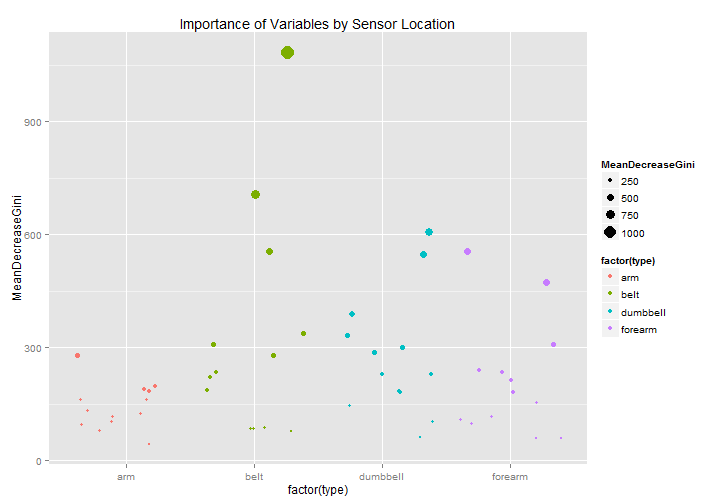 Importance of Variables by Sensor Location
MeanDecreaseGini
900
600
300
0
arm belt dumbbell forearm
factor(type)
MeanDecreaseGini
250
500
750
1000
factor(type)
arm
belt
dumbbell
forearm